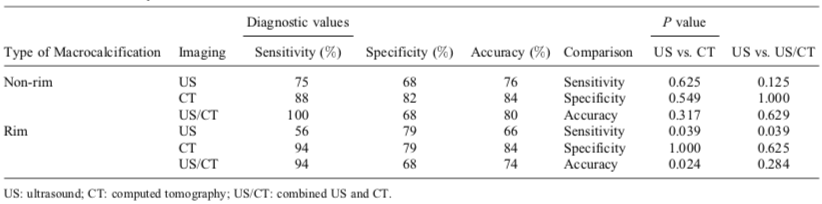 Diagnostic values P value
Type of Macrocalcification Imaging Sensitivity (%) Specificity (%) Accuracy (%) Comparison US vs. CT US vs. US/CT
Non-rim US 75 68 76 Sensitivity 0.625 0.125
CT 88 82 84 Specificity 0.549 1.000
US/CT 100 68 80 Accuracy 0.317 0.629
Rim US 56 79 66 Sensitivity 0.039 0.039
CT 94 79 84 Specificity 1.000 0.625
US/CT 94 68 74 Accuracy 0.024 0.284
US: ultrasound; CT: computed tomography; US/CT: combined US and CT.